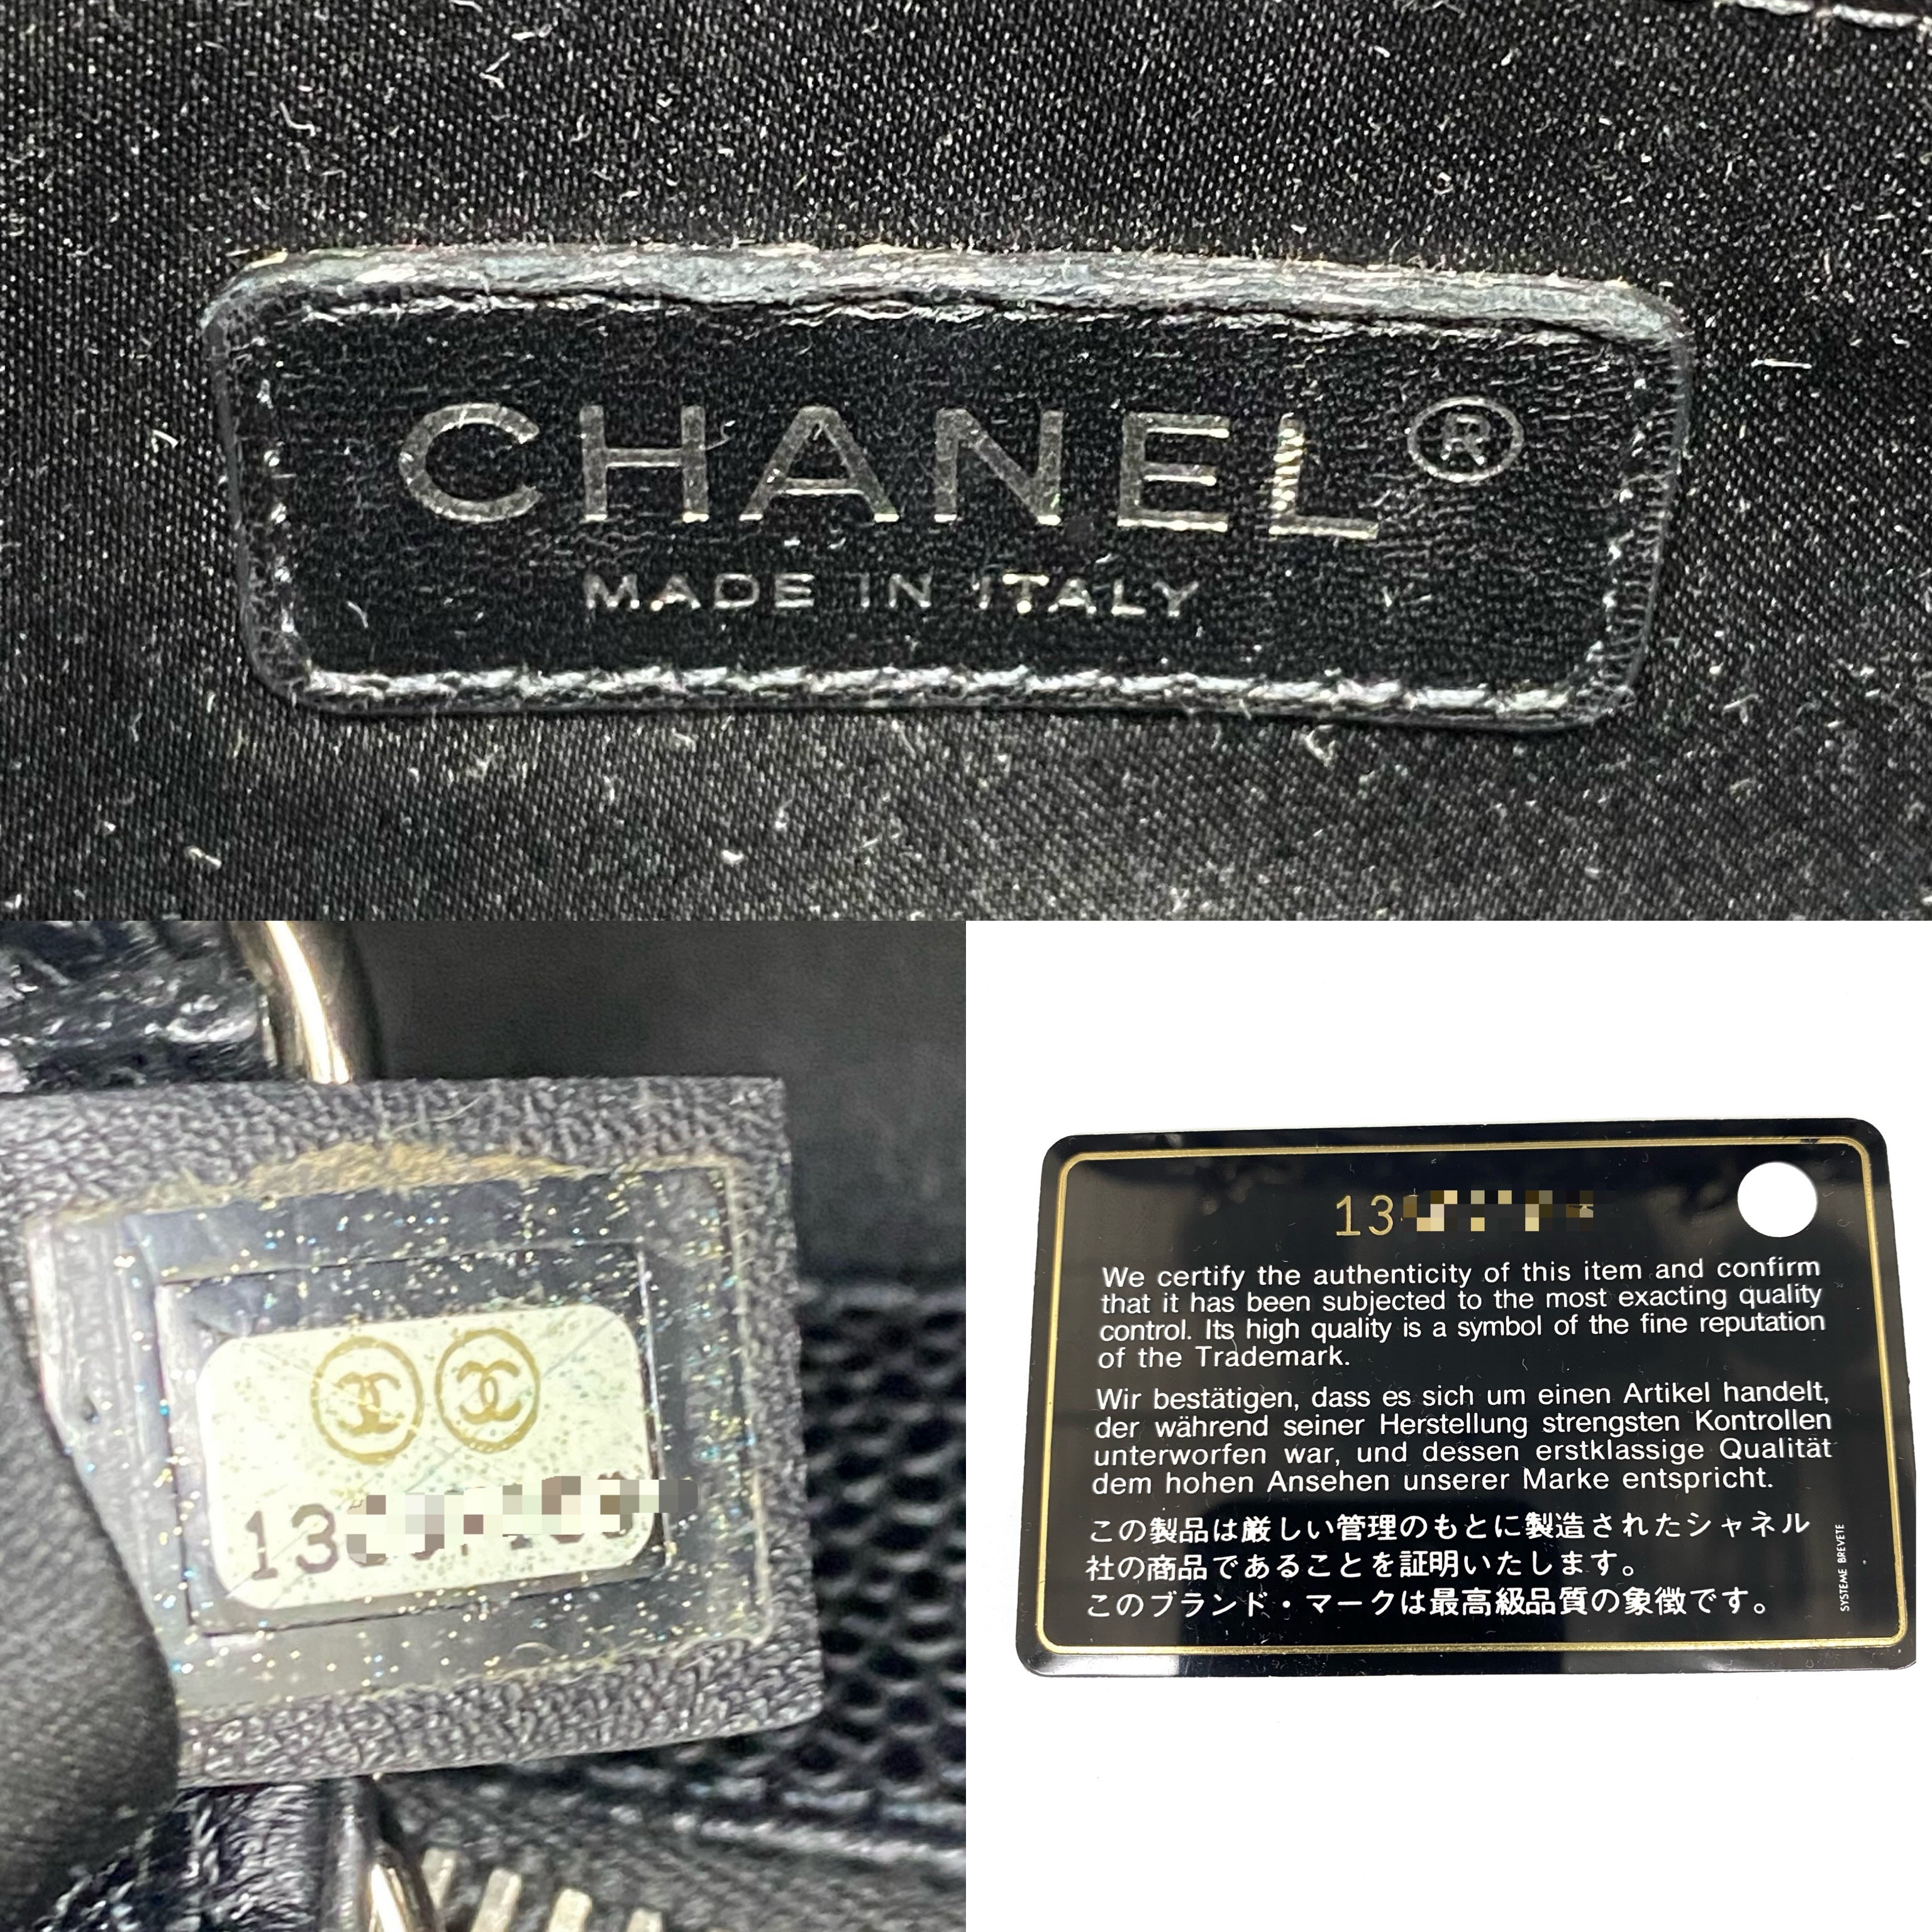 CHANEL®
MADE IN ITALY
13
13
We certify the authenticity of this item and confirm
that it has been subjected to the most exacting quality
control. Its high quality is a symbol of the fine reputation
of the Trademark.
Wir bestätigen, dass es sich um einen Artikel handelt,
der während seiner Herstellung strengsten Kontrollen
unterworfen war, und dessen erstklassige Qualität
dem hohen Ansehen unserer Marke entspricht.
この製品は厳しい管理のもとに製造されたシャネル
社の商品であることを証明いたします。
このブランド・マークは最高級品質の象徴です。
SYSTEME BREVETE